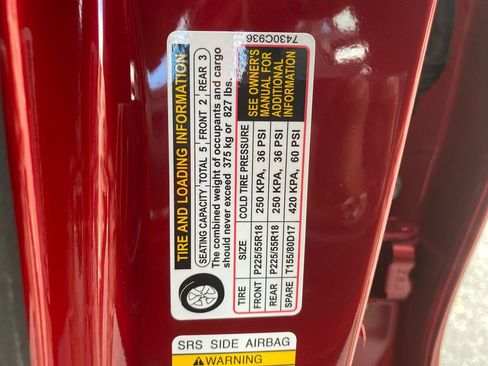 7430C936
TIRE AND LOADING INFORMATION
SEATING CAPACITY TOTAL 5 FRONT 2 REAR 3
The combined weight of occupants and cargo
should never exceed 375 kg or 827 lbs.
TIRE SIZE COLD TIRE PRESSURE
FRONT P225/55R18 250 KPA, 36 PSI
REAR P225/55R18 250 KPA, 36 PSI
SPARE T155/80D17 420 KPA, 60 PSI
SEE OWNER'S
MANUAL FOR
ADDITIONAL
INFORMATION
SRS SIDE AIRBAG
WARNING